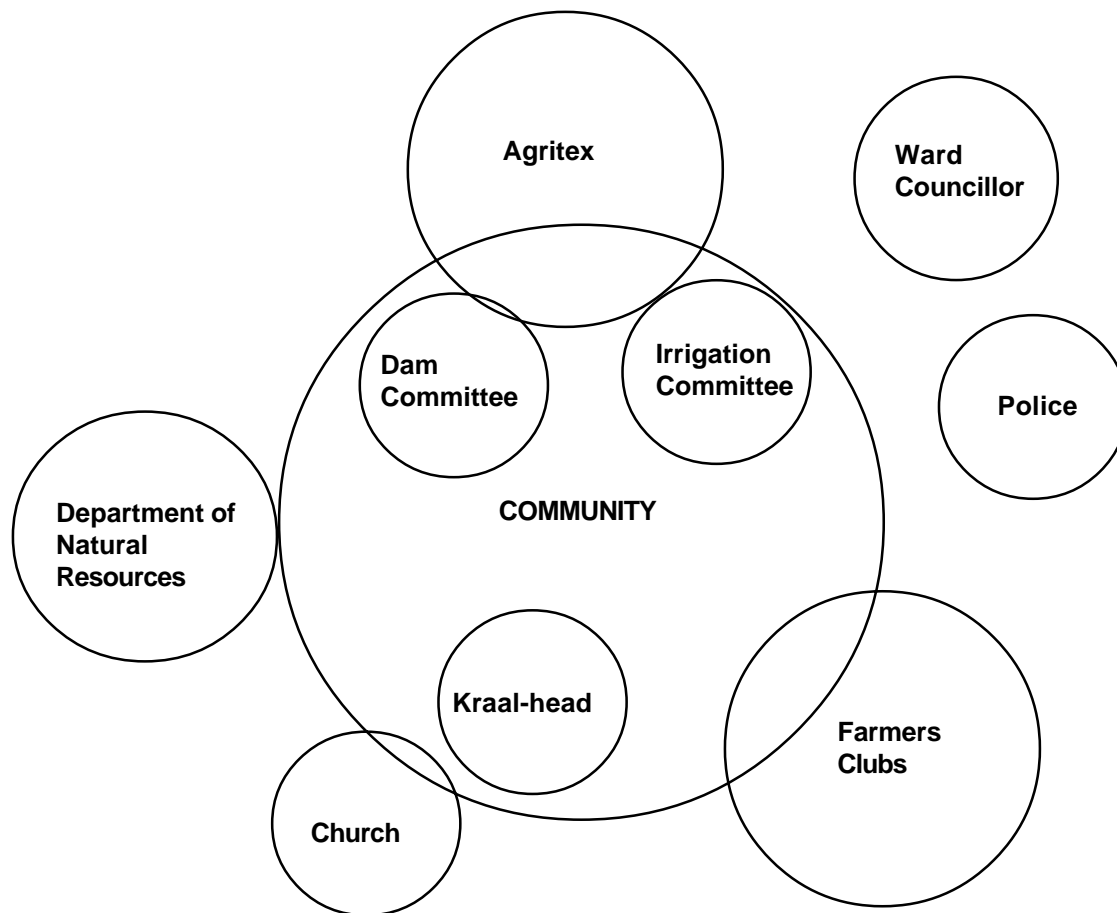 Agritex
Ward
Councillor
Dam
Committee
Irrigation
Committee
Police
Department of
Natural
Resources
COMMUNITY
Kraal-head
Farmers
Clubs
Church